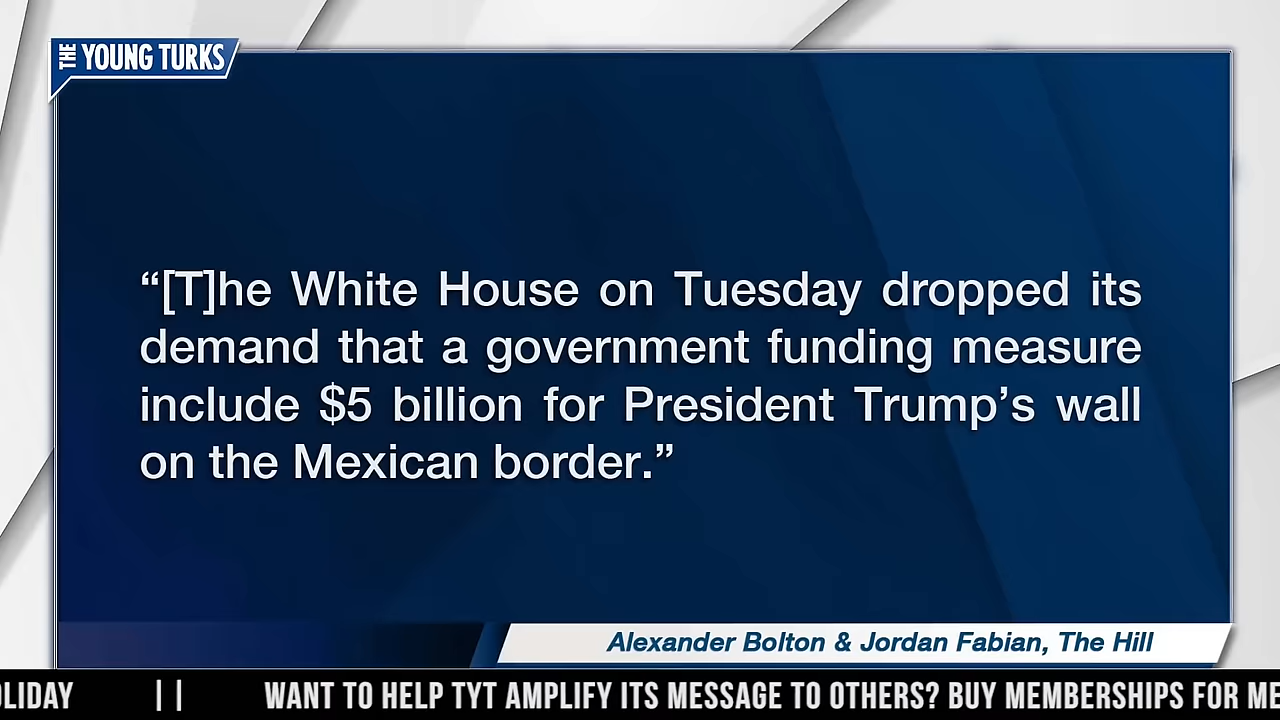 THE YOUNG TURKS
“[T]he White House on Tuesday dropped its
demand that a government funding measure
include $5 billion for President Trump’s wall
on the Mexican border.”
Alexander Bolton & Jordan Fabian, The Hill
OLIDAY || WANT TO HELP TYT AMPLIFY ITS MESSAGE TO OTHERS? BUY MEMBERSHIPS FOR ME